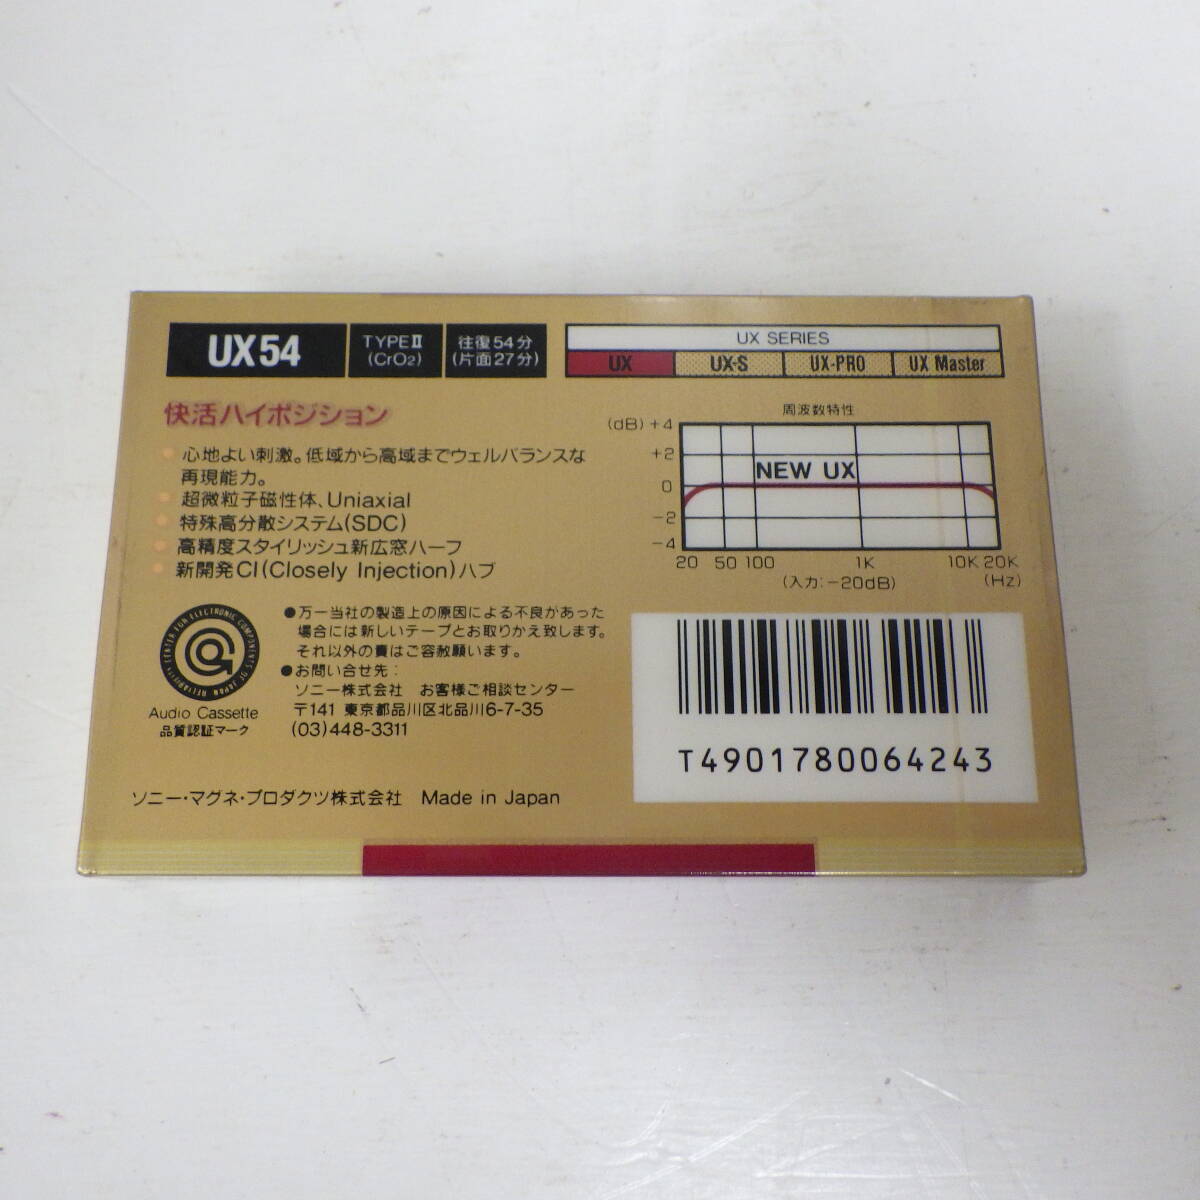 UX54
TYPEⅡ
(CrO2)
往復54分
(片面27分)
UX SERIES
UX
UX-S
UX-PRO
UX Master
快活ハイポジション
心地よい刺激。低域から高域までウェルバランスな
再現能力。
超微粒子磁性体、Uniaxial
特殊高分散システム(SDC)
高精度スタイリッシュ新広窓ハーフ
新開発CI(Closely Injection)ハブ
周波数特性
(dB)
+4
+2
0
−2
−4
NEW UX
20 50 100 1K 10K 20K
(入力:−20dB)
(Hz)
RELIABILITY CENTER FOR ELECTRONIC COMPONENTS OF JAPAN
Audio Cassette
品質認証マーク
●万一当社の製造上の原因による不良があった
場合には新しいテープとお取りかえ致します。
それ以外の責はご容赦願います。
●お問い合せ先:
ソニー株式会社 お客様ご相談センター
〒141 東京都品川区北品川6-7-35
(03)448-3311
T4901780064243
ソニー・マグネ・プロダクツ株式会社 Made in Japan